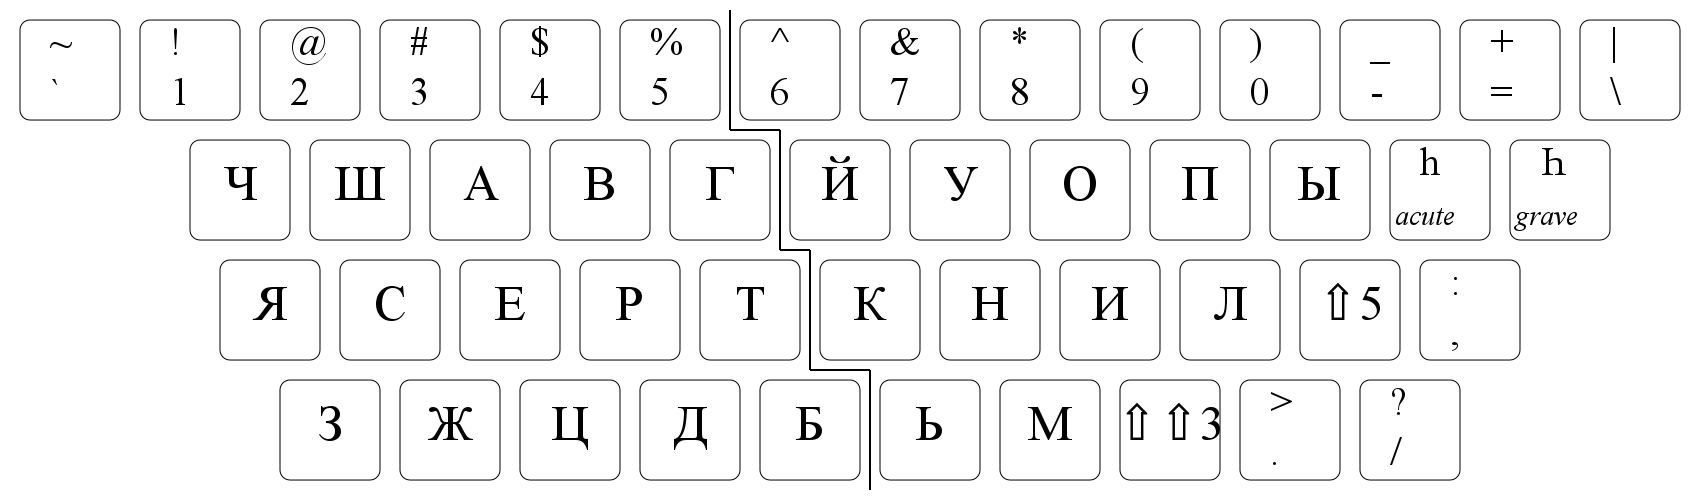 ~ ! @ # $ % ^ & * ( ) _ + |
` 1 2 3 4 5 6 7 8 9 0 - = \
Ч Ш А В Г Й У О П Ы h ћ
acute grave
Я С Е Р Т К Н И Л ⇧5 :
,
З Ж Ц Д Б Ь М ⇧⇧3 > ?
. /